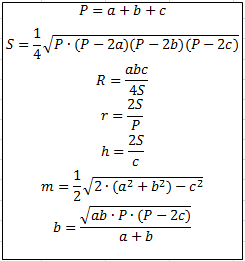 P = a + b + c
S = 1/4 √(P · (P − 2a)(P − 2b)(P − 2c))
R = abc/4S
r = 2S/P
h = 2S/c
m = 1/2 √(2 · (a² + b²) − c²)
b = √(ab · P · (P − 2c))/(a + b)